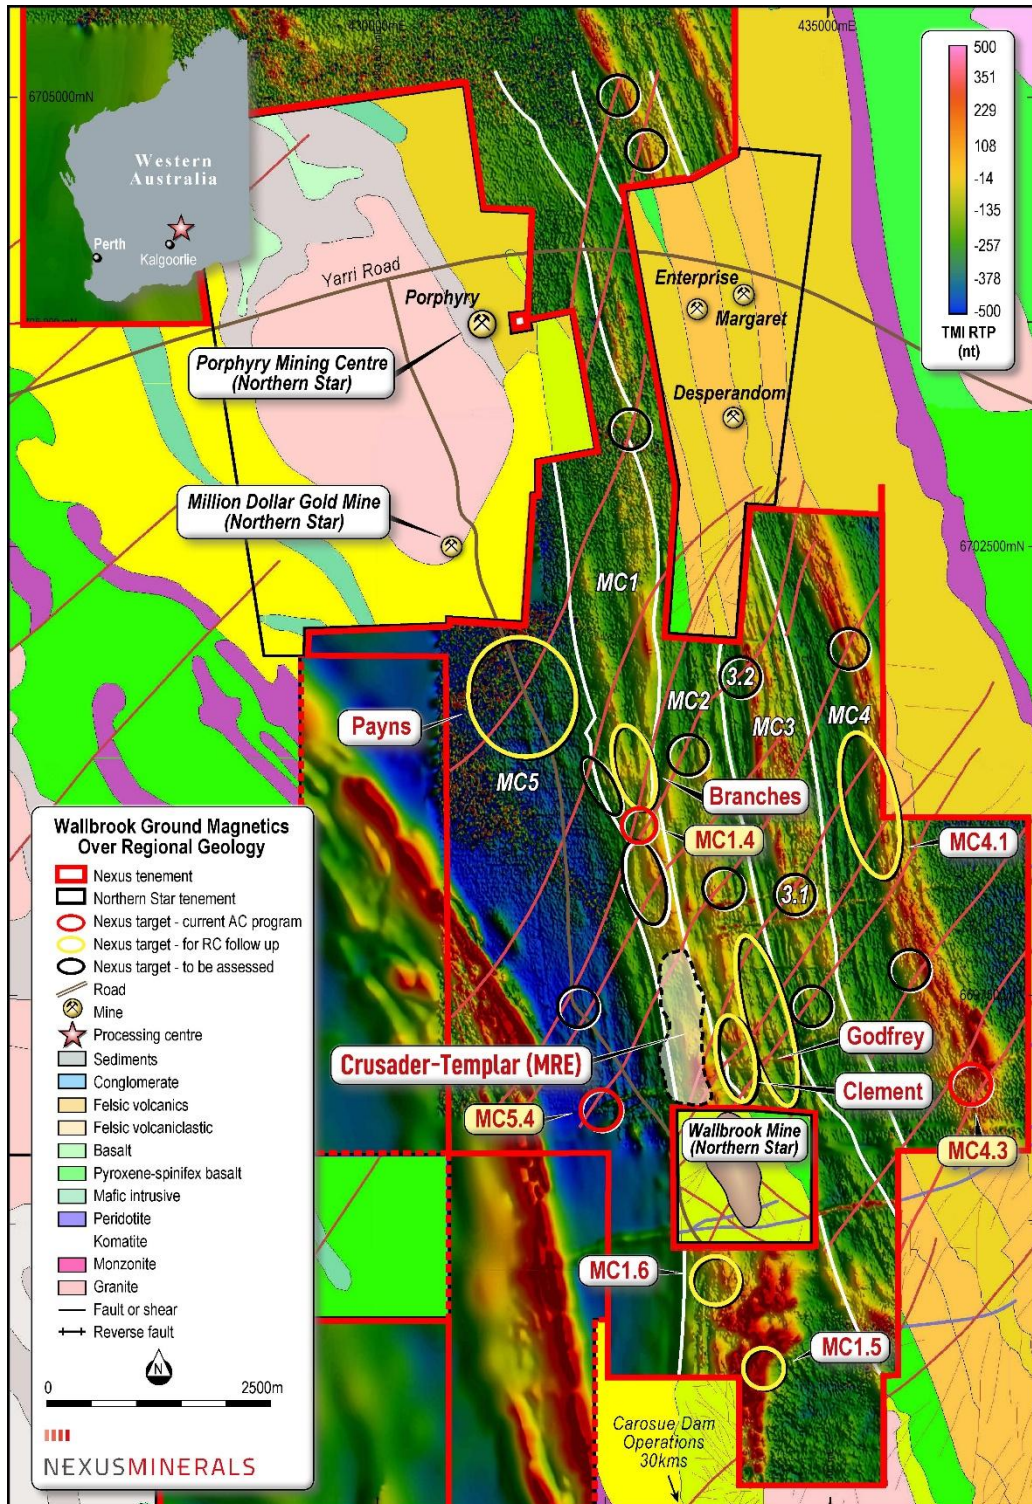 430000mE
435000mE
6705000mN
Western
Australia
Perth
Kalgoorlie
500
351
229
108
-14
-135
-257
-378
-500
TMI RTP
(nt)
Yarri Road
Porphyry
Enterprise
Margaret
Porphyry Mining Centre
(Northern Star)
Desperandom
Million Dollar Gold Mine
(Northern Star)
6702500mN
MC1
MC2
3.2
MC3
MC4
Payns
MC5
Branches
MC1.4
MC4.1
3.1
Godfrey
Crusader-Templar (MRE)
Clement
MC5.4
MC4.3
Wallbrook Mine
(Northern Star)
MC1.6
MC1.5
Carosue Dam
Operations
30kms
Wallbrook Ground Magnetics
Over Regional Geology
Nexus tenement
Northern Star tenement
Nexus target - current AC program
Nexus target - for RC follow up
Nexus target - to be assessed
Road
Mine
Processing centre
Sediments
Conglomerate
Felsic volcanics
Felsic volcaniclastic
Basalt
Pyroxene-spinifex basalt
Mafic intrusive
Peridotite
Komatite
Monzonite
Granite
Fault or shear
Reverse fault
N
0
2500m
NEXUSMINERALS